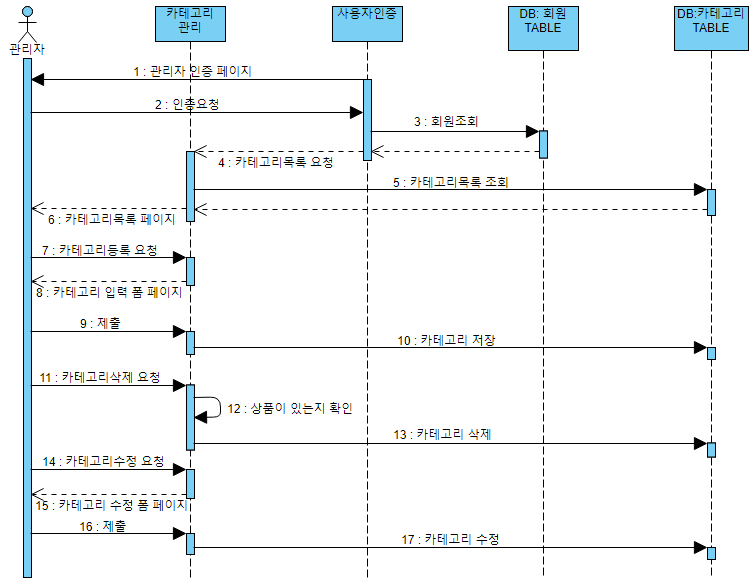 관리자
카테고리
관리
사용자인증
DB: 회원
TABLE
DB:카테고리
TABLE
1 : 관리자 인증 페이지
2 : 인증요청
3 : 회원조회
4 : 카테고리목록 요청
5 : 카테고리목록 조회
6 : 카테고리목록 페이지
7 : 카테고리등록 요청
8 : 카테고리 입력 폼 페이지
9 : 제출
10 : 카테고리 저장
11 : 카테고리삭제 요청
12 : 상품이 있는지 확인
13 : 카테고리 삭제
14 : 카테고리수정 요청
15 : 카테고리 수정 폼 페이지
16 : 제출
17 : 카테고리 수정